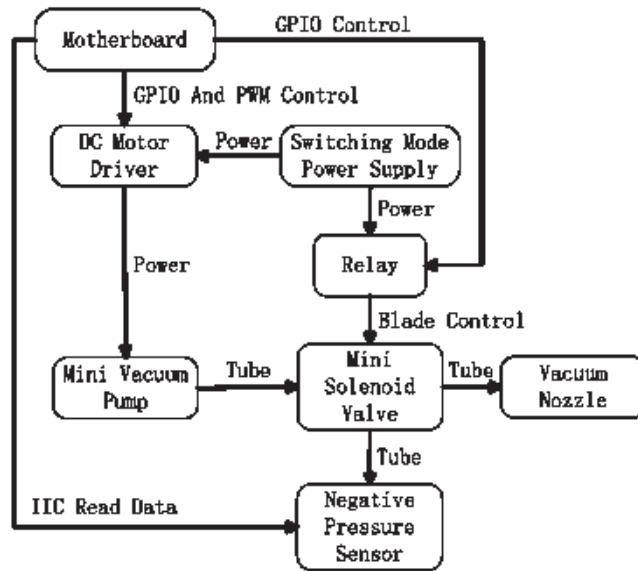 Motherboard
GPIO Control
GPIO And PWM Control
DC Motor
Driver
Power
Switching Mode
Power Supply
Power
Power
Relay
Blade Control
Mini Vacuum
Pump
Tube
Mini
Solenoid
Valve
Tube
Vacuum
Nozzle
Tube
IIC Read Data
Negative
Pressure
Sensor